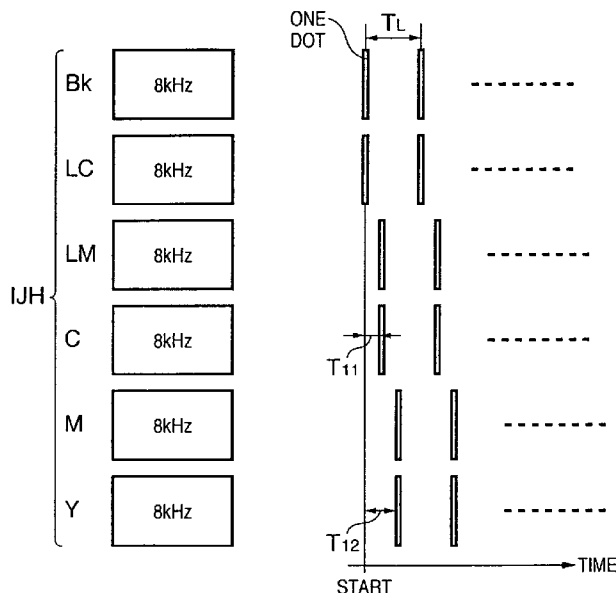 ONE
DOT
TL
Bk
8kHz
LC
8kHz
LM
8kHz
IJH
C
8kHz
T11
M
8kHz
Y
8kHz
T12
START
TIME